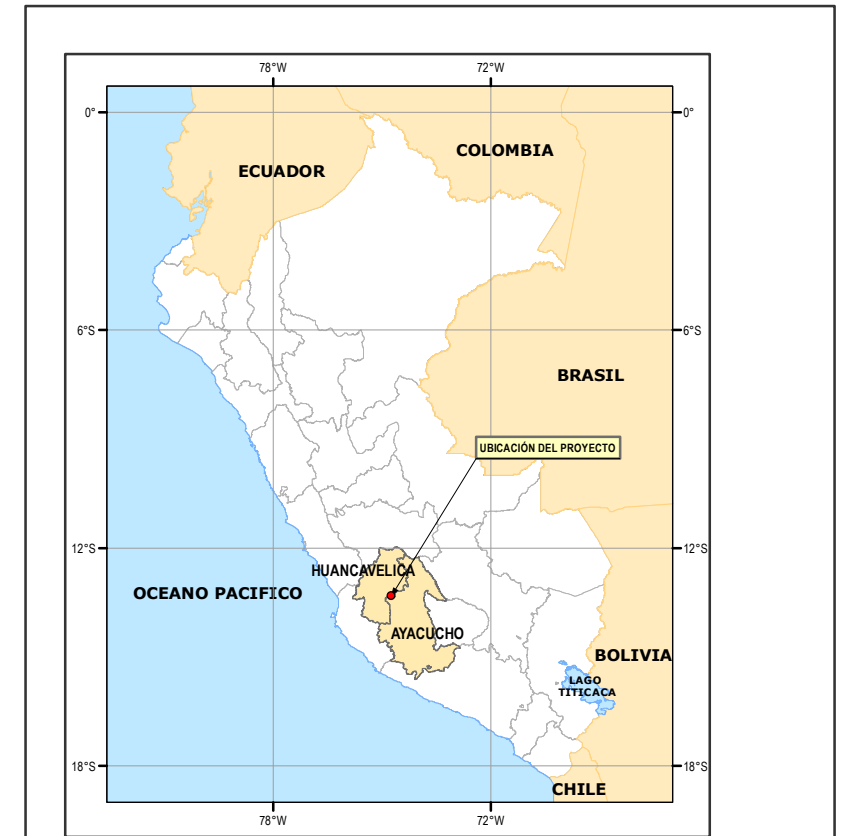 78°W
72°W
0°
0°
COLOMBIA
ECUADOR
6°S
6°S
BRASIL
UBICACIÓN DEL PROYECTO
12°S
12°S
HUANCAVELICA
OCEANO PACIFICO
AYACUCHO
BOLIVIA
LAGO
TITICACA
18°S
18°S
CHILE
78°W
72°W